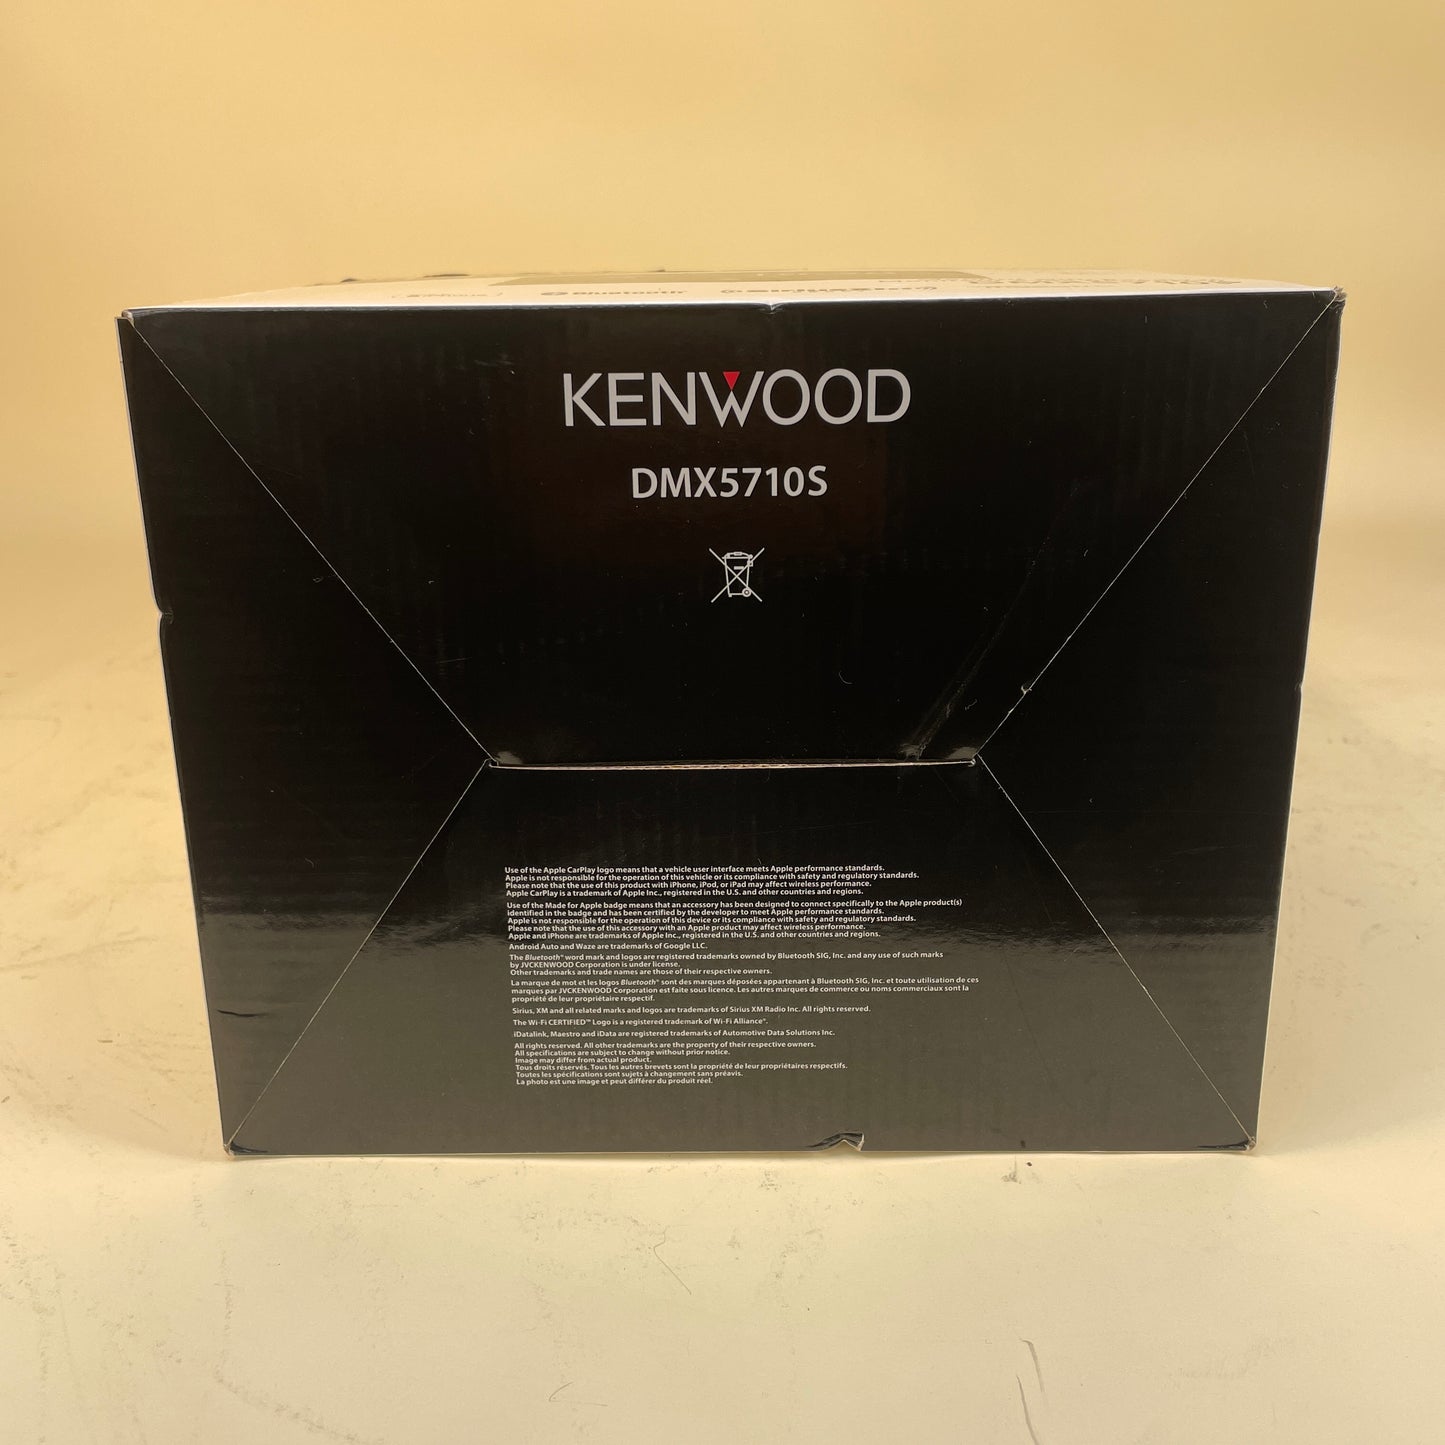 Bluetooth
KENWOOD
DMX5710S
Use of the Apple CarPlay logo means that a vehicle user interface meets Apple performance standards.
Apple is not responsible for the operation of this vehicle or its compliance with safety and regulatory standards.
Please note that the use of this product with iPhone, iPod, or iPad may affect wireless performance.
Apple CarPlay is a trademark of Apple Inc., registered in the U.S. and other countries and regions.
Use of the Made for Apple badge means that an accessory has been designed to connect specifically to the Apple product(s)
identified in the badge and has been certified by the developer to meet Apple performance standards.
Apple is not responsible for the operation of this device or its compliance with safety and regulatory standards.
Please note that the use of this accessory with an Apple product may affect wireless performance.
Apple and iPhone are trademarks of Apple Inc., registered in the U.S. and other countries and regions.
Android Auto and Waze are trademarks of Google LLC.
The Bluetooth® word mark and logos are registered trademarks owned by Bluetooth SIG, Inc. and any use of such marks
by JVCKENWOOD Corporation is under license.
Other trademarks and trade names are those of their respective owners.
La marque de mot et les logos Bluetooth® sont des marques déposées appartenant à Bluetooth SIG, Inc. et toute utilisation de ces
marques par JVCKENWOOD Corporation est faite sous licence. Les autres marques de commerce ou noms commerciaux sont la
propriété de leur propriétaire respectif.
Sirius, XM and all related marks and logos are trademarks of Sirius XM Radio Inc. All rights reserved.
The Wi-Fi CERTIFIED™ Logo is a registered trademark of Wi-Fi Alliance®.
iDatalink, Maestro and iData are registered trademarks of Automotive Data Solutions Inc.
All rights reserved. All other trademarks are the property of their respective owners.
All specifications are subject to change without prior notice.
Image may differ from actual product.
Tous droits réservés. Tous les autres brevets sont la propriété de leur propriétaires respectifs.
Toutes les spécifications sont sujets à changement sans préavis.
La photo est une image et peut différer du produit réel.